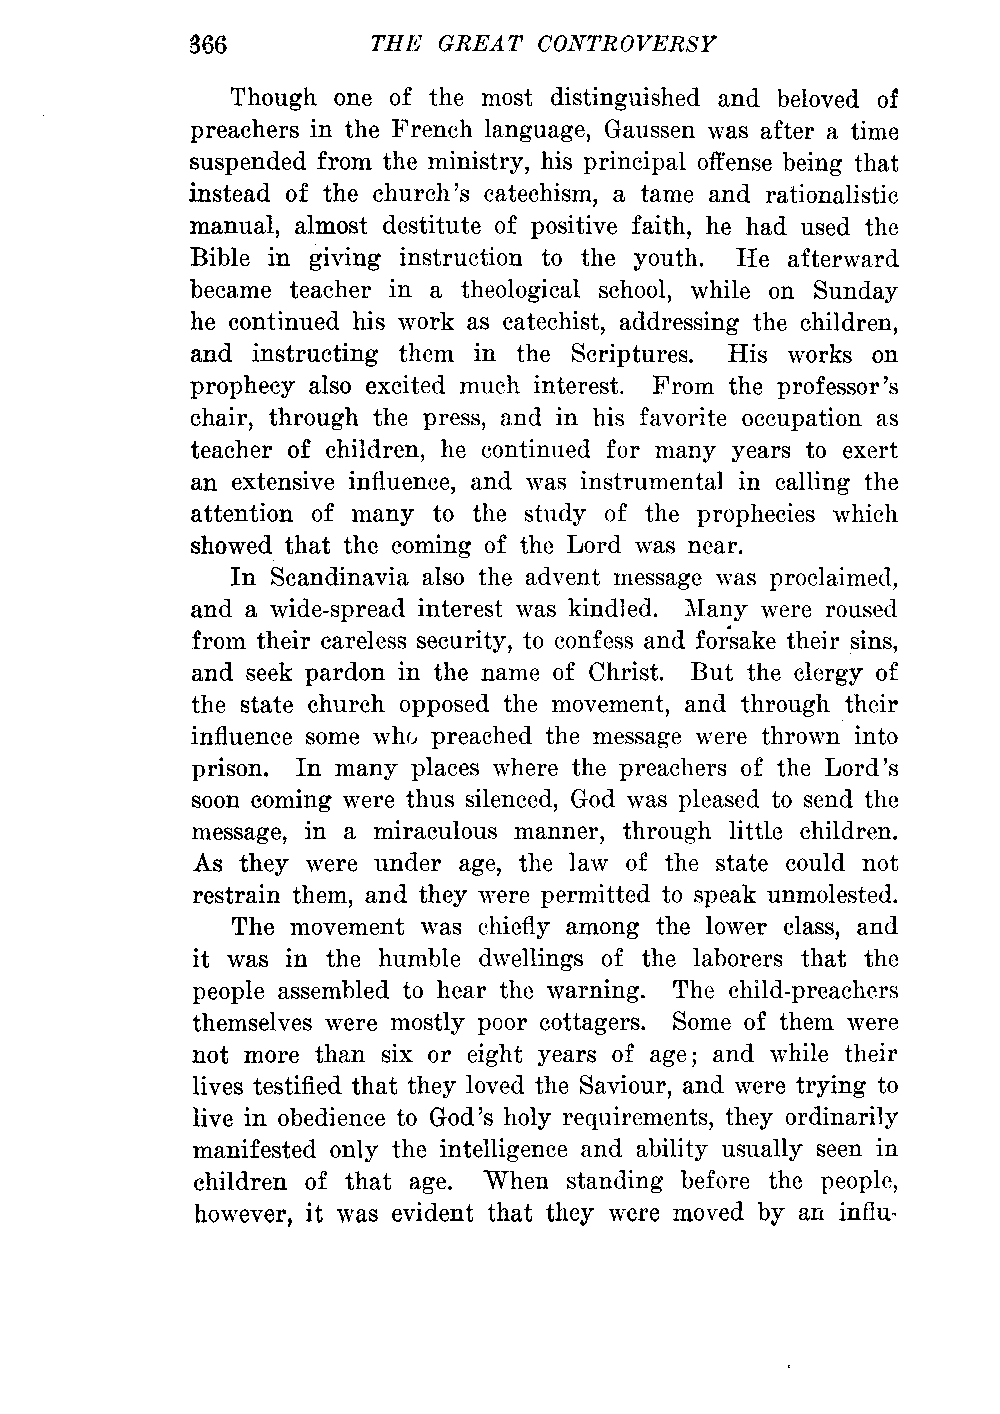 366 THE GREAT CONTROVERSY
Though one of the most distinguished and beloved of
preachers in the French language, Gaussen was after a time
suspended from the ministry, his principal offense being that
instead of the church's catechism, a tame and rationalistic
manual, almost destitute of positive faith, he had used the
Bible in giving instruction to the youth. He afterward
became teacher in a theological school, while on Sunday
he continued his work as catechist, addressing the children,
and instructing them in the Scriptures. His works on
prophecy also excited much interest. From the professor's
chair, through the press, and in his favorite occupation as
teacher of children, he continued for many years to exert
an extensive influence, and was instrumental in calling the
attention of many to the study of the prophecies which
showed that the coming of the Lord was near.
In Scandinavia also the advent message was proclaimed,
and a wide-spread interest was kindled. Many were roused
from their careless security, to confess and forsake their sins,
and seek pardon in the name of Christ. But the clergy of
the state church opposed the movement, and through their
influence some who preached the message were thrown into
prison. In many places where the preachers of the Lord's
soon coming were thus silenced, God was pleased to send the
message, in a miraculous manner, through little children.
As they were under age, the law of the state could not
restrain them, and they were permitted to speak unmolested.
The movement was chiefly among the lower class, and
it was in the humble dwellings of the laborers that the
people assembled to hear the warning. The child-preachers
themselves were mostly poor cottagers. Some of them were
not more than six or eight years of age; and while their
lives testified that they loved the Saviour, and were trying to
live in obedience to God's holy requirements, they ordinarily
manifested only the intelligence and ability usually seen in
children of that age. When standing before the people,
however, it was evident that they were moved by an influ-